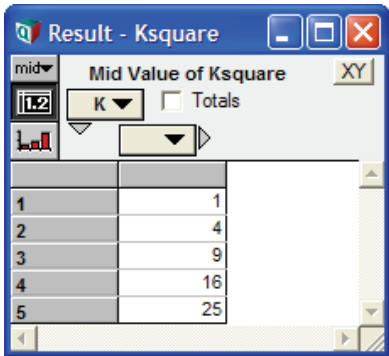 Result - Ksquare
mid
Mid Value of Ksquare
XY
1.2
K
Totals
1 1
2 4
3 9
4 16
5 25